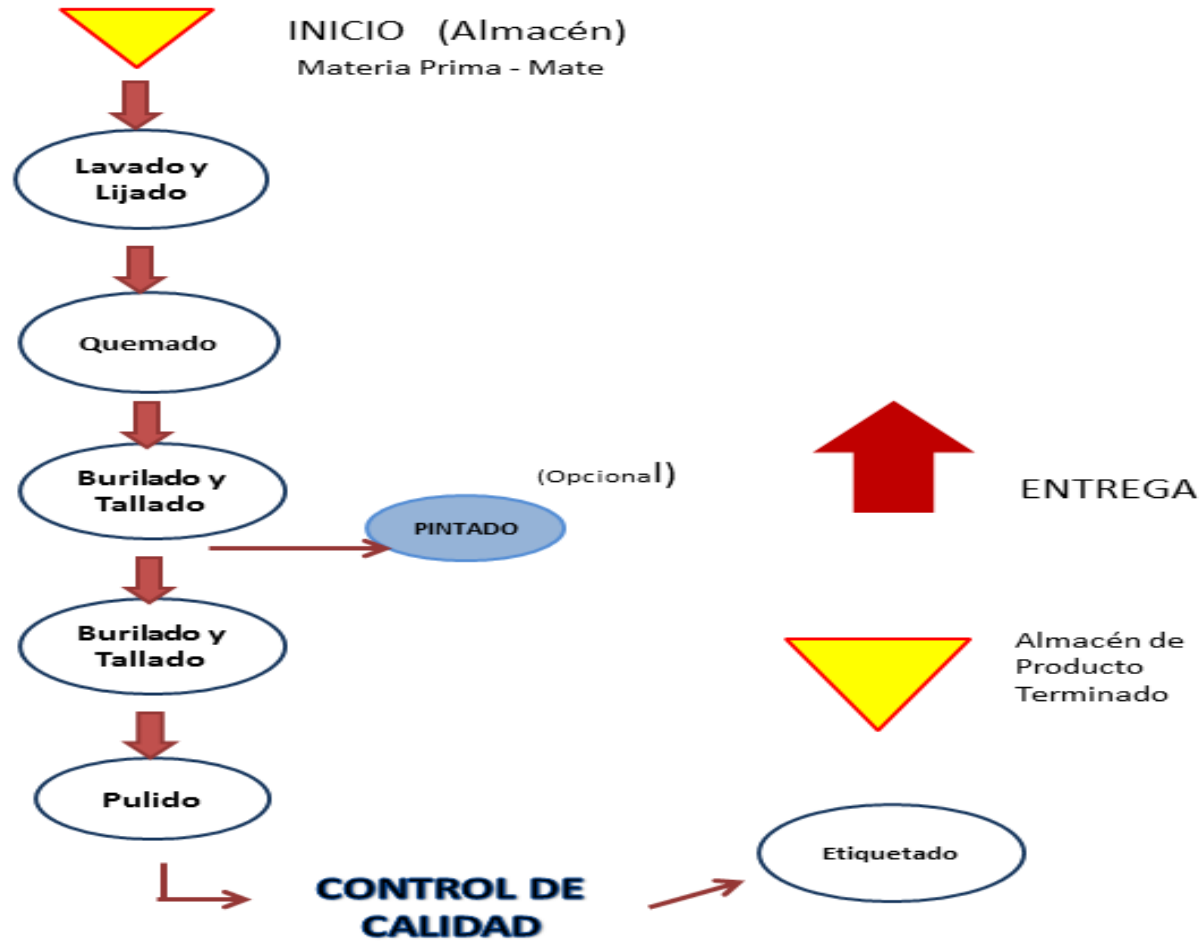 INICIO (Almacén)
Materia Prima - Mate
Lavado y
Lijado
Quemado
Burilado y
Tallado
(Opcional)
PINTADO
Burilado y
Tallado
Pulido
CONTROL DE
CALIDAD
Etiquetado
Almacén de
Producto
Terminado
ENTREGA